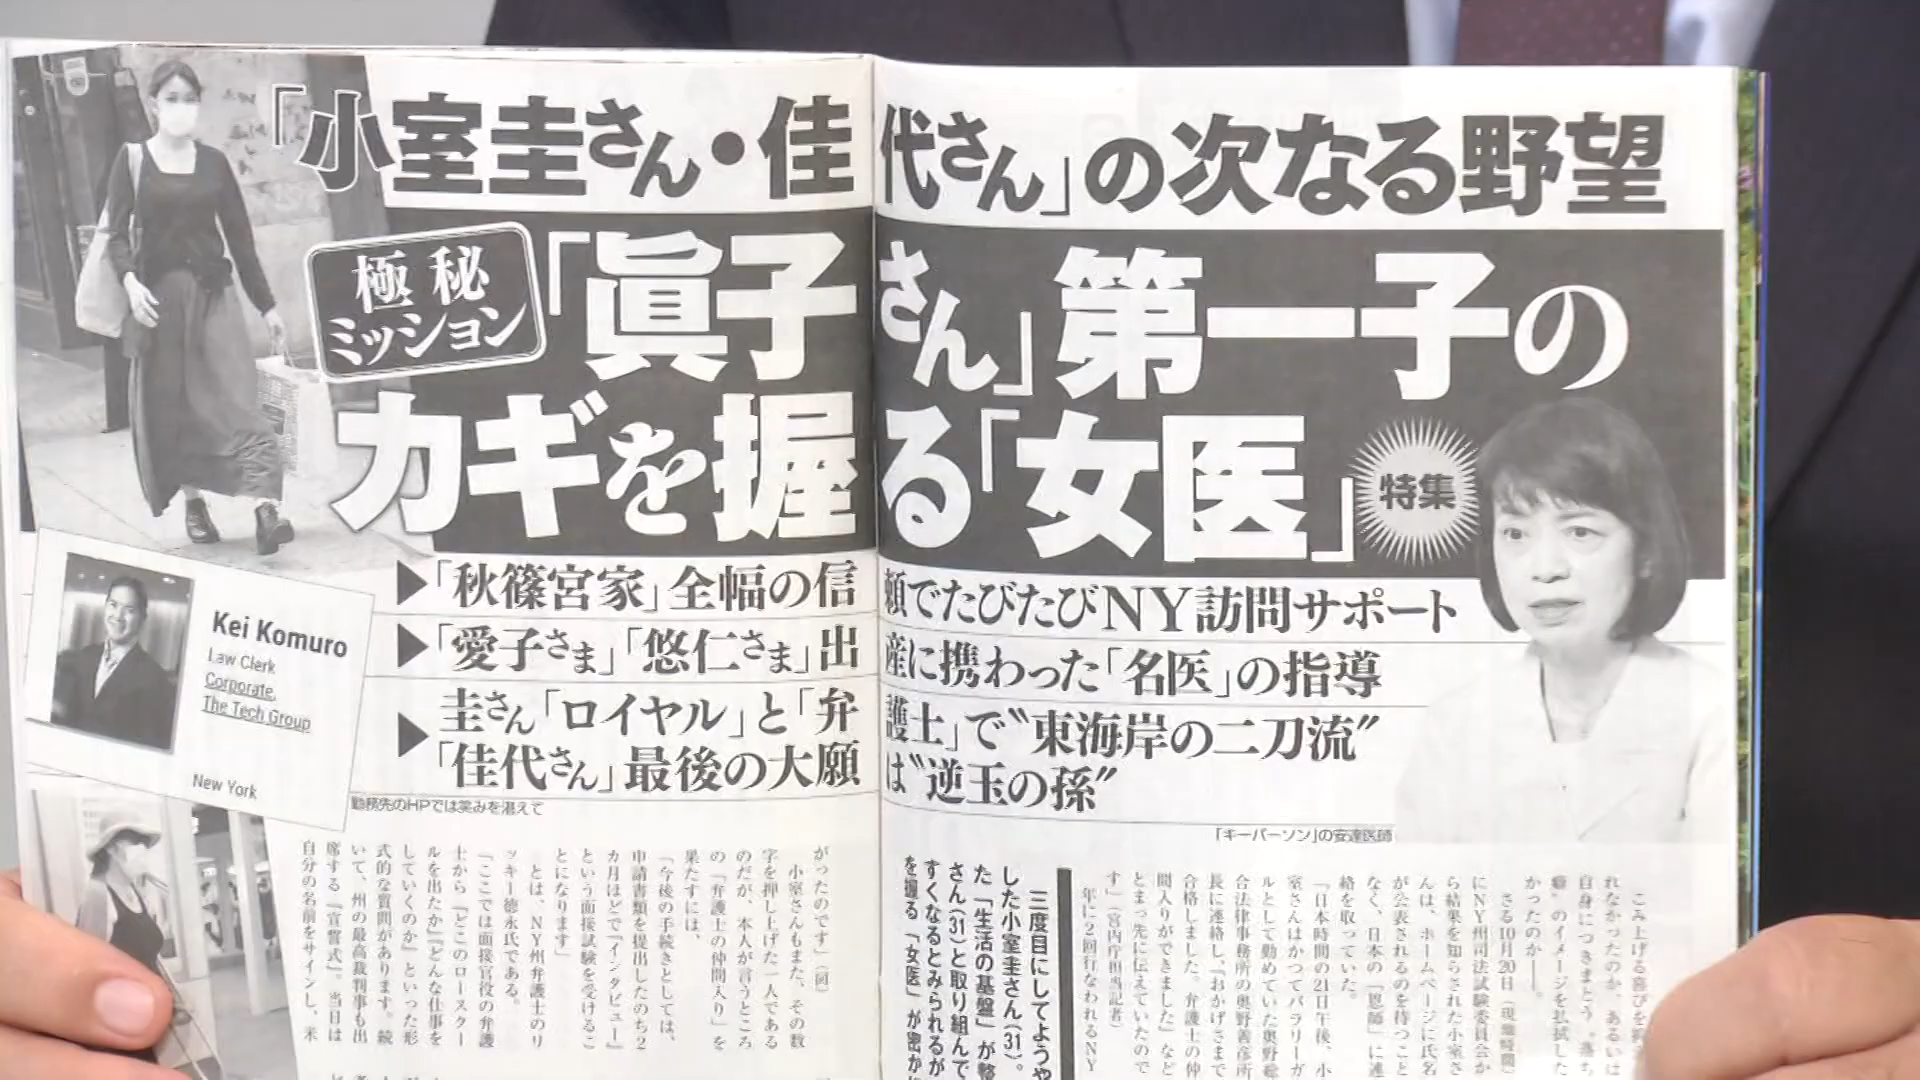 「小室圭さん・佳代さん」の次なる野望
極秘
ミッション
「眞子さん」第一子の
カギを握る「女医」
特集
▶「秋篠宮家」全幅の信頼でたびたびNY訪問サポート
▶「愛子さま」「悠仁さま」出産に携わった「名医」の指導
▶圭さん「ロイヤル」と「弁護士」で〝東海岸の二刀流〟
「佳代さん」最後の大願は〝逆玉の孫〟
Kei Komuro
Law Clerk
Corporate,
The Tech Group
New York
勤務先のHPでは笑みを湛えて
「キーパーソン」の安達医師
こみ上げる喜びを
れなかったのか、あるいは
自身につきまとう〝落ち
癖〟のイメージを払拭した
かったのか――。
さる10月20日（現地時間）
にNY州司法試験委員会か
ら結果を知らされた小室さ
んは、ホームページに氏名
が公表されるのを待つこと
なく、日本の「恩師」に連
絡を取っていた。
「日本時間の21日午後、小
室さんはかつてパラリーガ
ルとして勤めていた奥野総
合法律事務所の奥野善彦所
長に連絡し、『おかげさまで
合格しました。弁護士の仲
間入りができました』など
とまっ先に伝えていたので
す」（宮内庁担当記者）
年に2回行なわれるNY
三度目にしてようや
した小室圭さん（31）。
た「生活の基盤」が整
さん（31）と取り組んで
すくなるとみられるが
を握る「女医」が密か
がったのです」（同）
小室さんもまた、その数
字を押し上げた一人である
のだが、本人が言うところ
の「弁護士の仲間入り」を
果たすには、
「今後の手続きとしては、
申請書類を提出したのち2
カ月ほどで『インタビュー』
という面接試験を受けるこ
とになります」
とは、NY州弁護士のリ
ッキー徳永氏である。
「ここでは面接官役の弁護
士から『どこのロースクー
ルを出たか』『どんな仕事を
していくのか』といった形
式的な質問があります。続
いて、州の最高裁判事も出
席する『宣誓式』。当日は
自分の名前をサインし、米